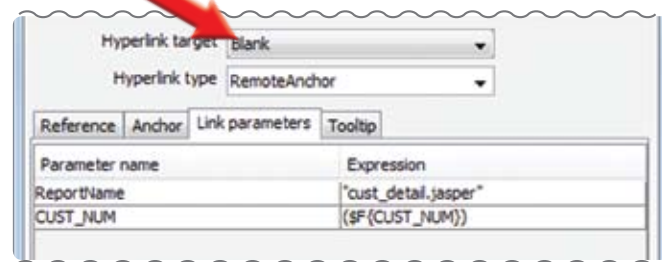 Hyperlink target Blank
Hyperlink type RemoteAnchor
Reference Anchor Link parameters Tooltip
Parameter name Expression
ReportName "cust_detail.jasper"
CUST_NUM ($F{CUST_NUM})